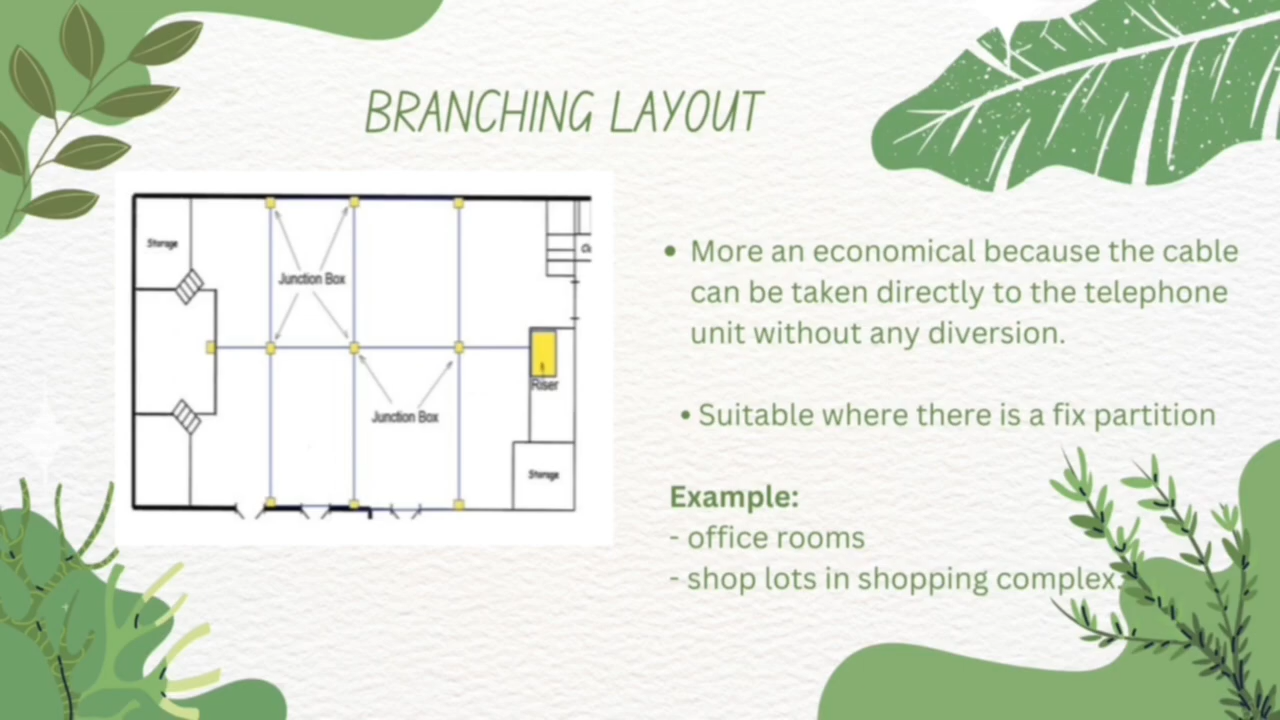 BRANCHING LAYOUT
Storage
Junction Box
Riser
Junction Box
Storage
• More an economical because the cable
can be taken directly to the telephone
unit without any diversion.
• Suitable where there is a fix partition
Example:
- office rooms
- shop lots in shopping complex.